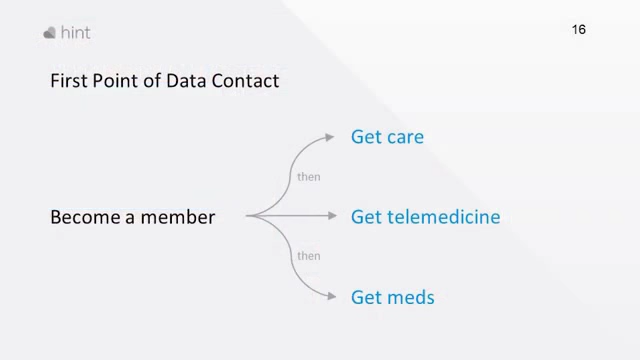 hint
16
First Point of Data Contact
Get care
then
Become a member
Get telemedicine
then
Get meds